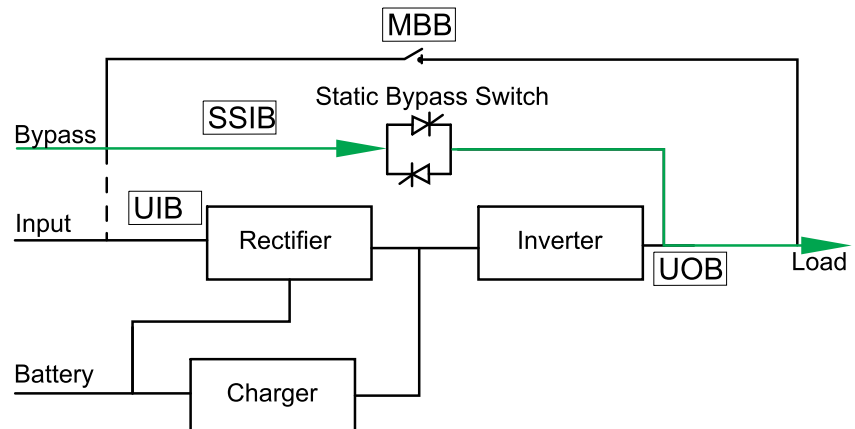 MBB
Static Bypass Switch
SSIB
Bypass
UIB
Input
Rectifier
Inverter
UOB
Load
Battery
Charger